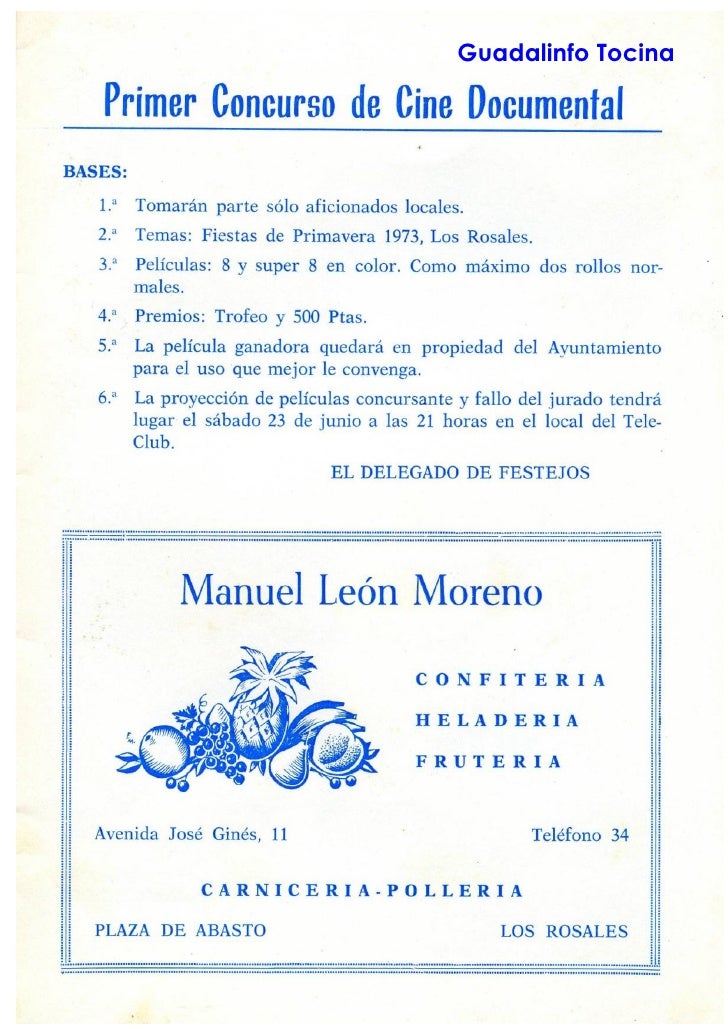 Guadalinfo Tocina
Primer Concurso de Cine Documental
BASES:
1.ª Tomarán parte sólo aficionados locales.
2.ª Temas: Fiestas de Primavera 1973, Los Rosales.
3.ª Películas: 8 y super 8 en color. Como máximo dos rollos nor-
males.
4.ª Premios: Trofeo y 500 Ptas.
5.ª La película ganadora quedará en propiedad del Ayuntamiento
para el uso que mejor le convenga.
6.ª La proyección de películas concursante y fallo del jurado tendrá
lugar el sábado 23 de junio a las 21 horas en el local del Tele-
Club.
EL DELEGADO DE FESTEJOS
Manuel León Moreno
CONFITERIA
HELADERIA
FRUTERIA
Avenida José Ginés, 11 Teléfono 34
CARNICERIA-POLLERIA
PLAZA DE ABASTO LOS ROSALES